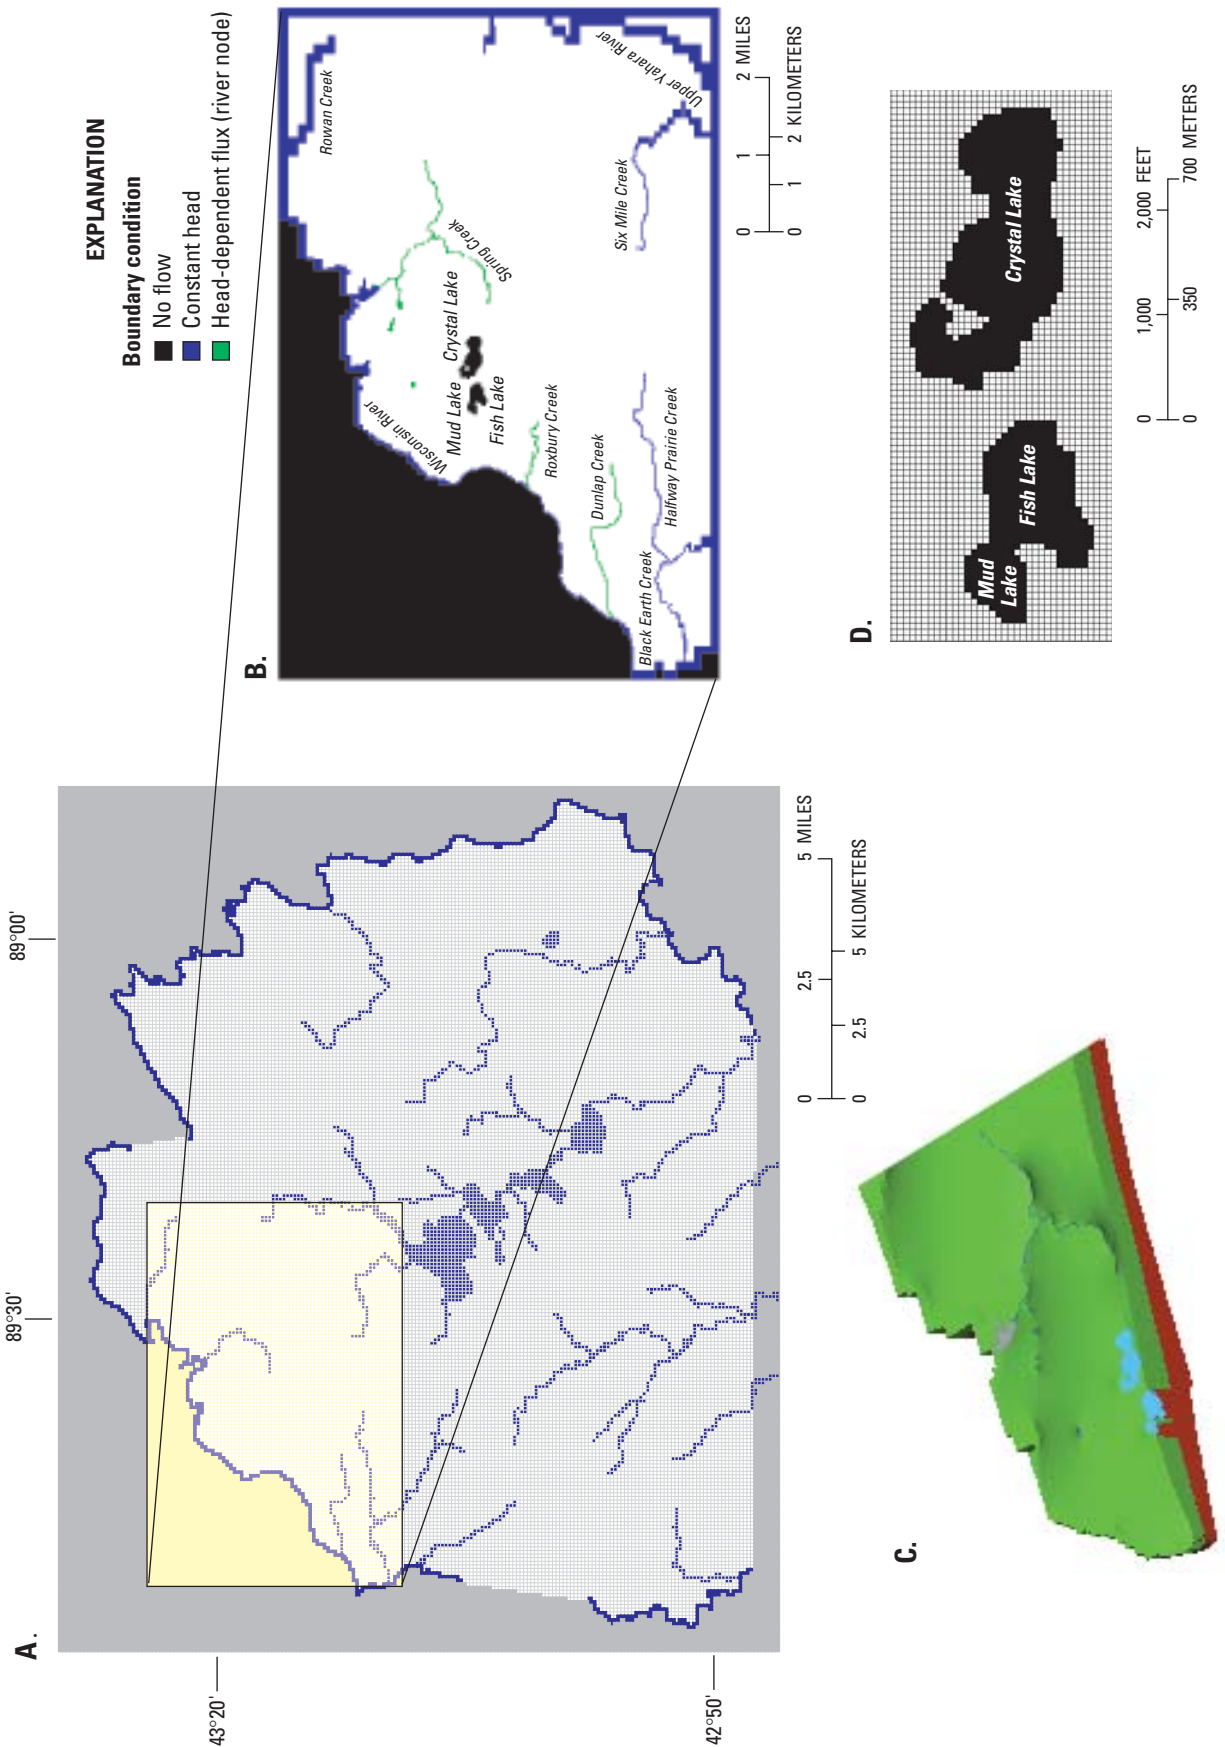 A.
89°30'
89°00'
43°20'
42°50'
0 2.5 5 MILES
0 2.5 5 KILOMETERS
B.
EXPLANATION
Boundary condition
No flow
Constant head
Head-dependent flux (river node)
Rowan Creek
Upper Yahara River
Spring Creek
Six Mile Creek
Crystal Lake
Mud Lake
Fish Lake
Wisconsin River
Roxbury Creek
Dunlap Creek
Halfway Prairie Creek
Black Earth Creek
0 1 2 MILES
0 1 2 KILOMETERS
C.
D.
Mud
Lake
Fish Lake
Crystal Lake
0 1,000 2,000 FEET
0 350 700 METERS